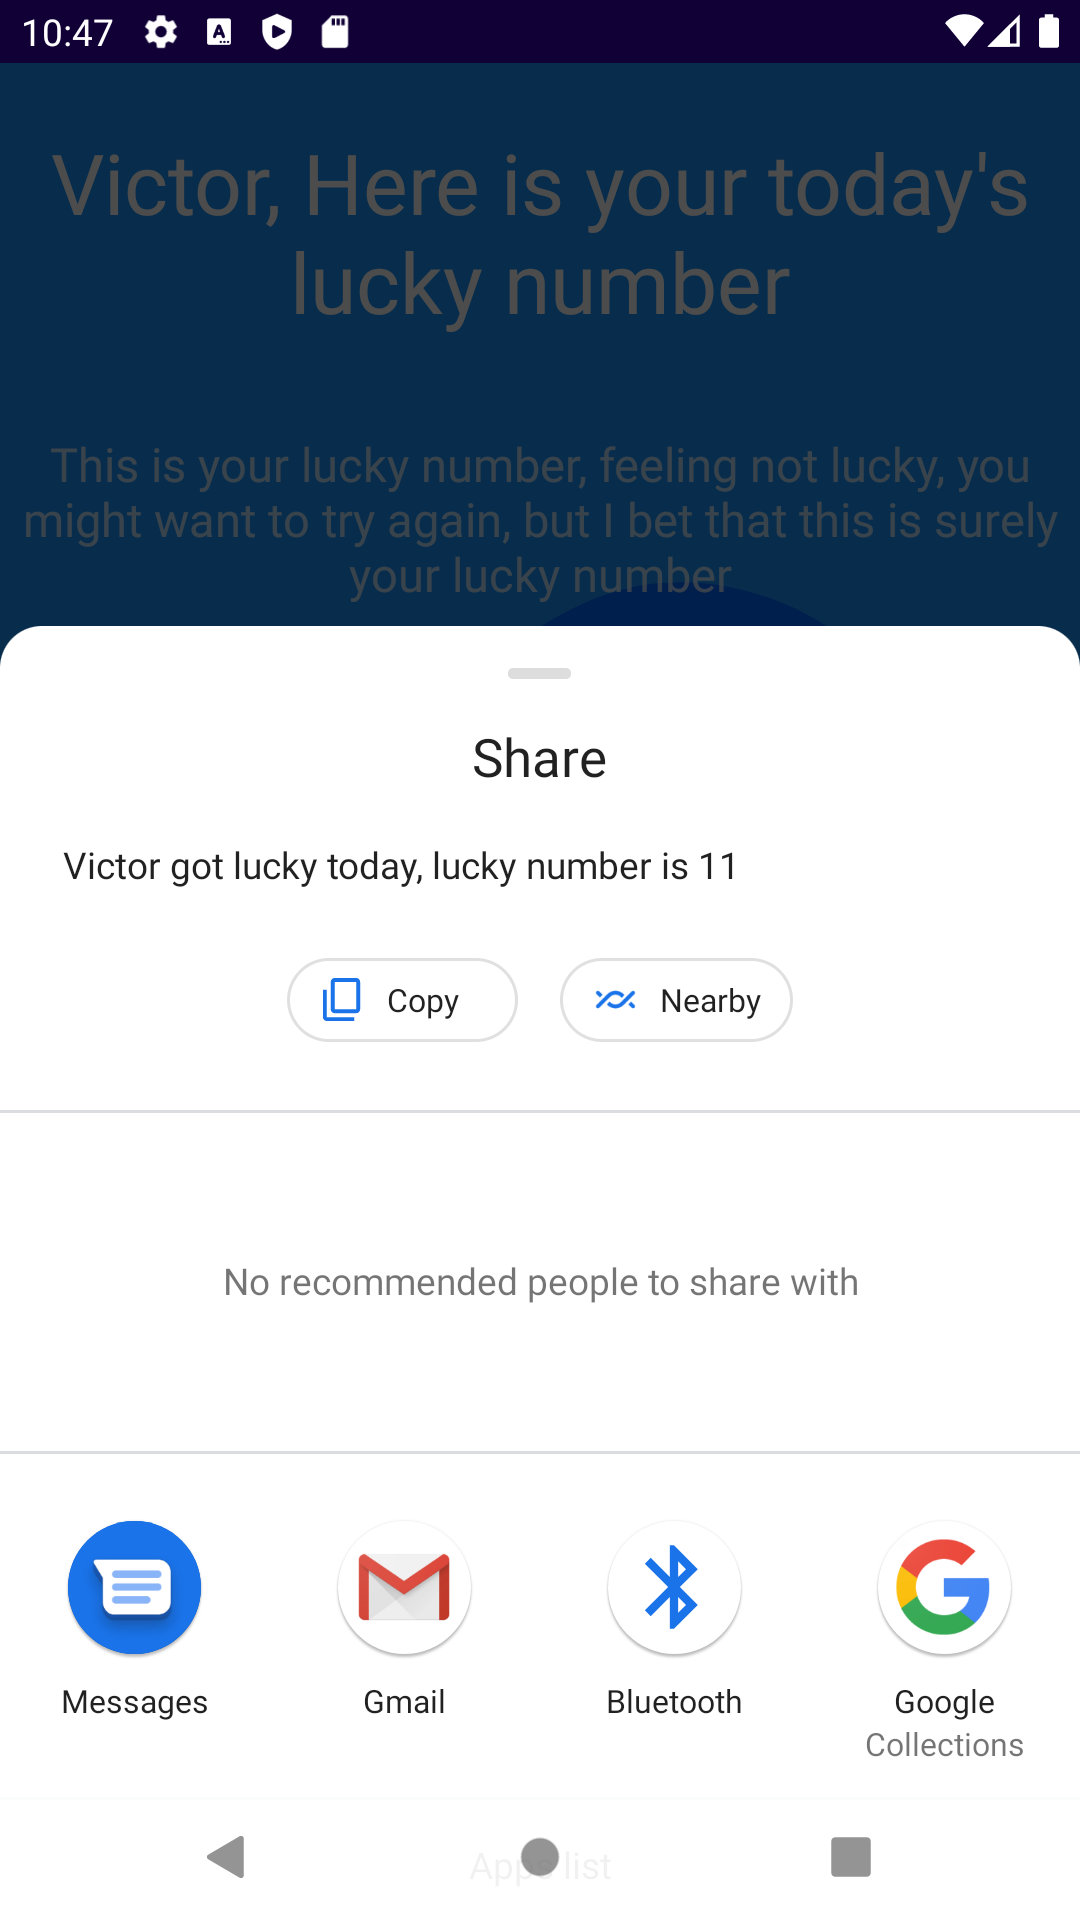 10:47
Victor, Here is your today's
lucky number
This is your lucky number, feeling not lucky, you
might want to try again, but I bet that this is surely
your lucky number
Share
Victor got lucky today, lucky number is 11
Copy
Nearby
No recommended people to share with
Messages
Gmail
Bluetooth
Google
Collections
Apps list